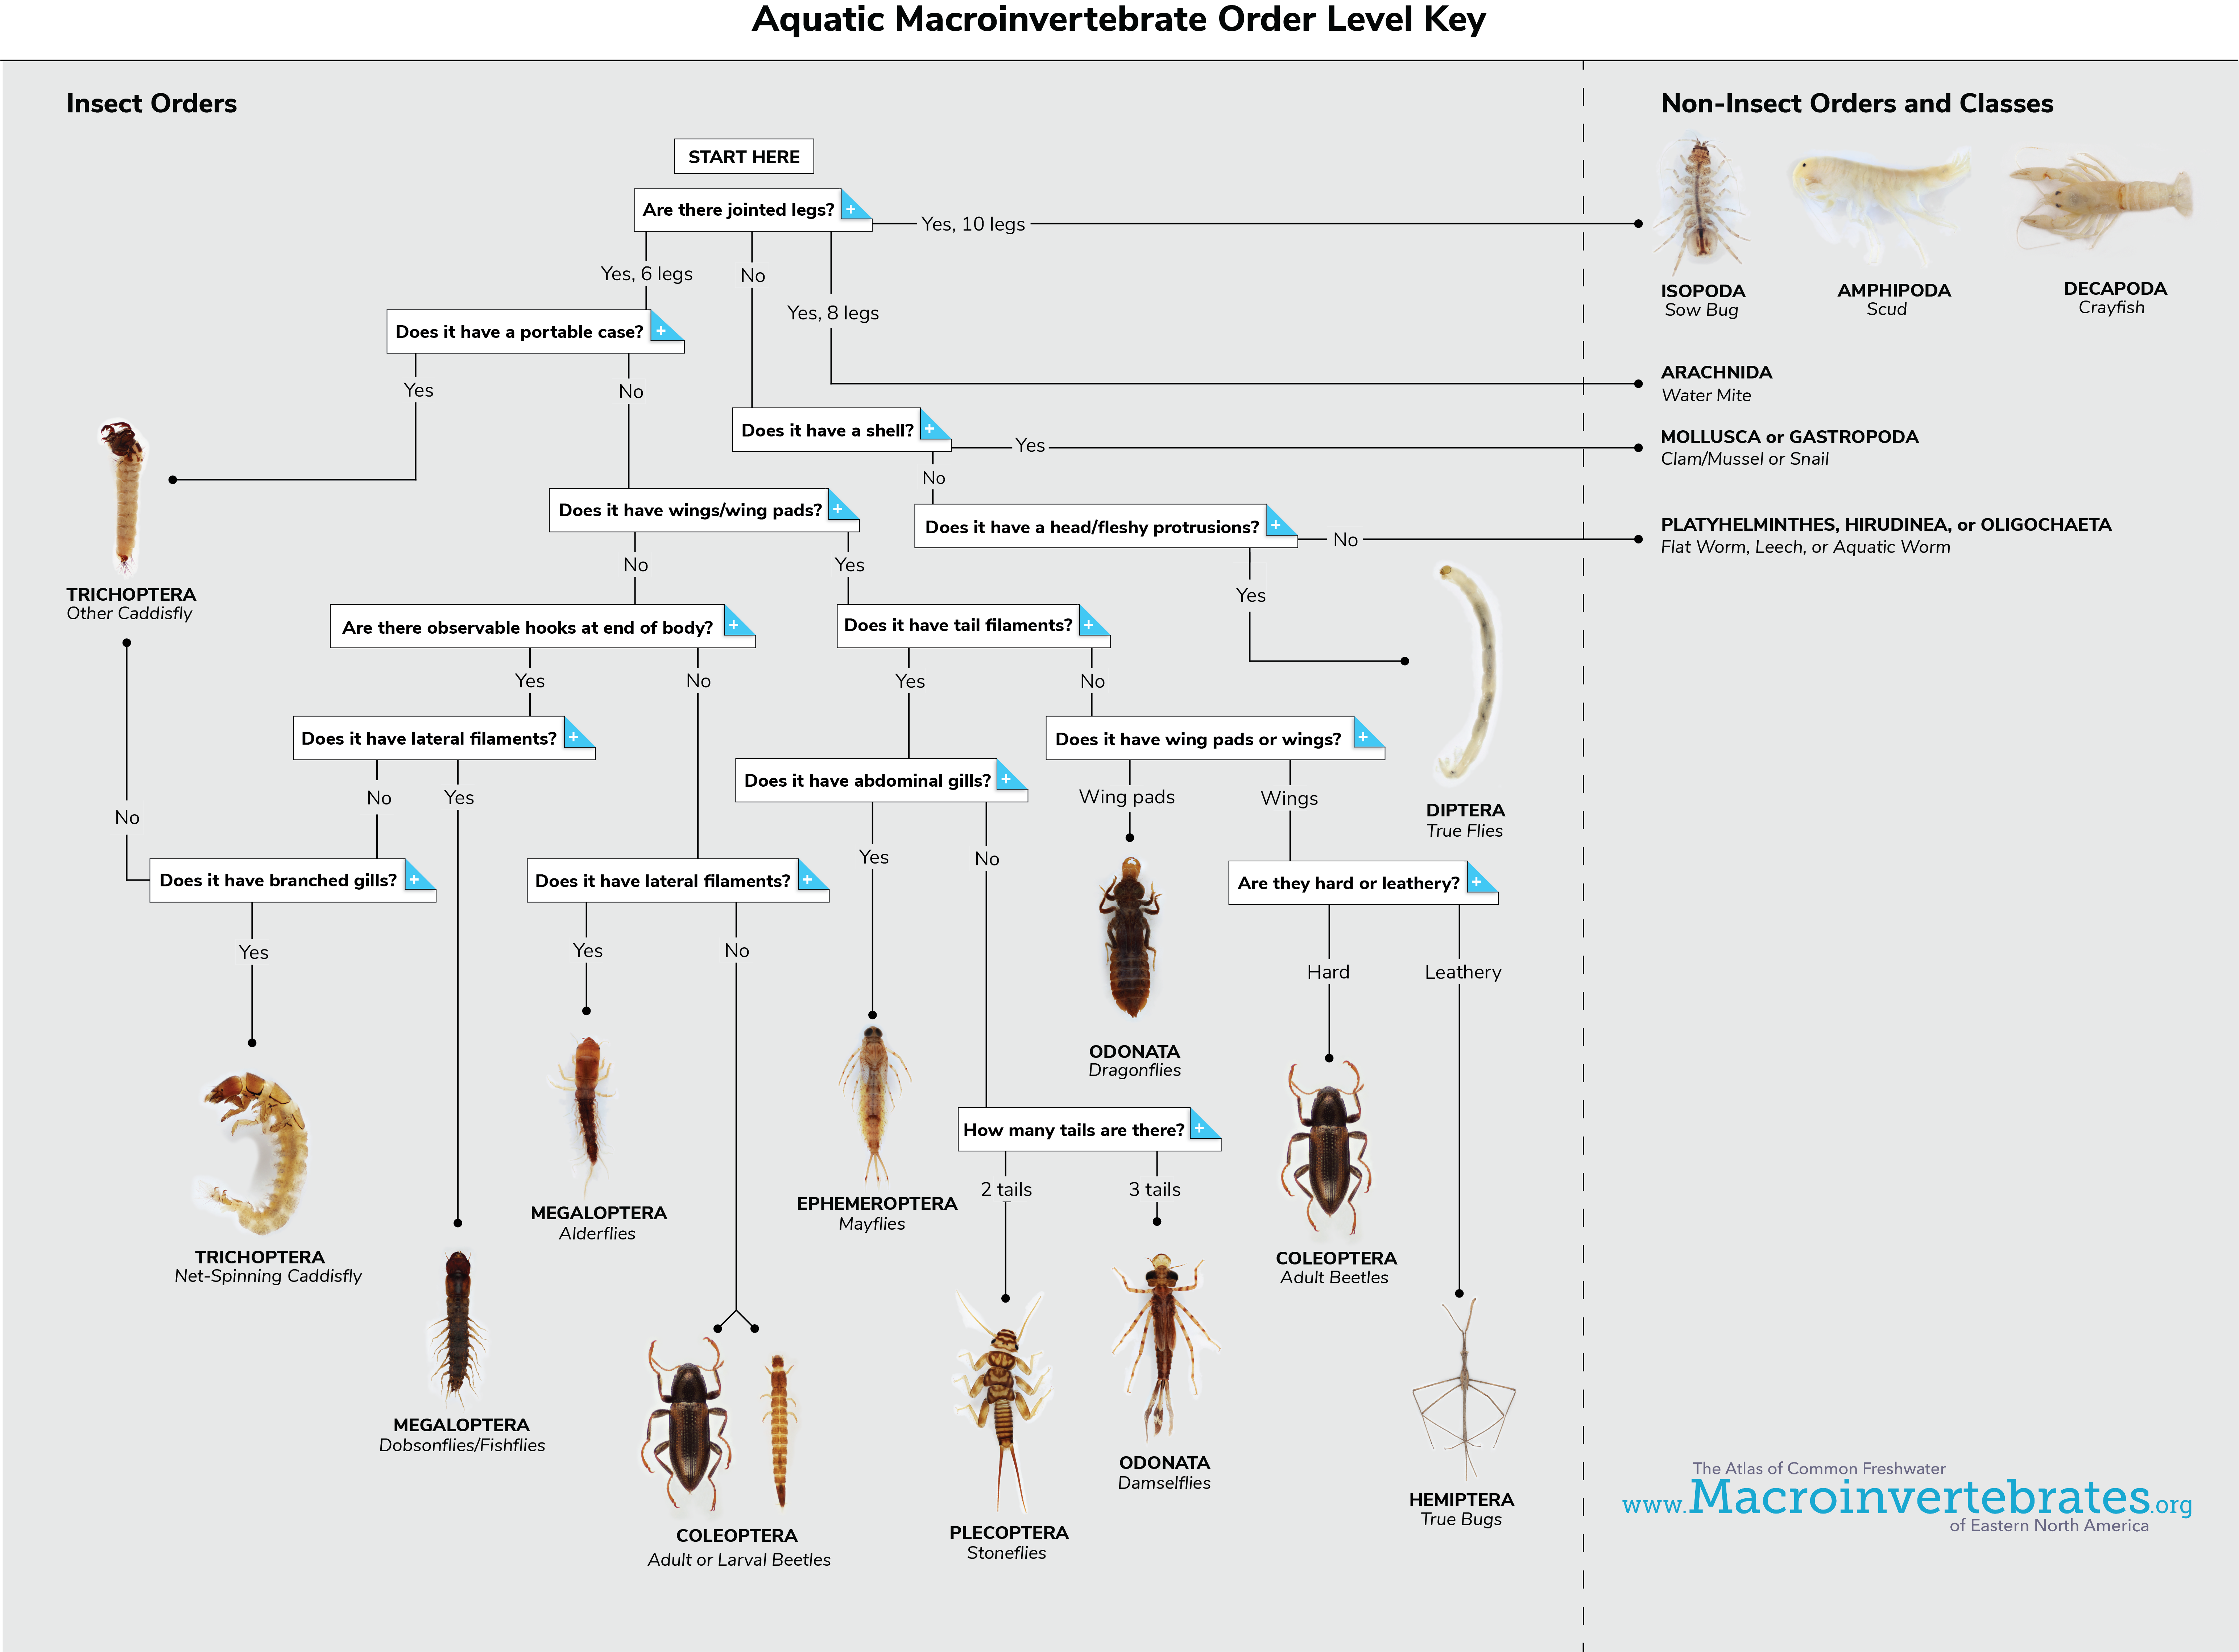 Aquatic Macroinvertebrate Order Level Key
Insect Orders
Non-Insect Orders and Classes
START HERE
Are there jointed legs?
+
Yes, 10 legs
Yes, 6 legs
No
Yes, 8 legs
ISOPODA
Sow Bug
AMPHIPODA
Scud
DECAPODA
Crayfish
Does it have a portable case?
+
Yes
No
ARACHNIDA
Water Mite
Does it have a shell?
+
Yes
No
MOLLUSCA or GASTROPODA
Clam/Mussel or Snail
Does it have wings/wing pads?
+
No
Yes
Does it have a head/fleshy protrusions?
+
No
Yes
PLATYHELMINTHES, HIRUDINEA, or OLIGOCHAETA
Flat Worm, Leech, or Aquatic Worm
TRICHOPTERA
Other Caddisfly
No
Are there observable hooks at end of body?
+
Yes
No
Does it have tail filaments?
+
Yes
No
Does it have lateral filaments?
+
No
Yes
Does it have abdominal gills?
+
Yes
No
Does it have wing pads or wings?
+
Wing pads
Wings
DIPTERA
True Flies
Does it have branched gills?
+
Yes
Does it have lateral filaments?
+
Yes
No
Are they hard or leathery?
+
Hard
Leathery
ODONATA
Dragonflies
How many tails are there?
+
2 tails
3 tails
TRICHOPTERA
Net-Spinning Caddisfly
MEGALOPTERA
Alderflies
EPHEMEROPTERA
Mayflies
COLEOPTERA
Adult Beetles
MEGALOPTERA
Dobsonflies/Fishflies
COLEOPTERA
Adult or Larval Beetles
PLECOPTERA
Stoneflies
ODONATA
Damselflies
HEMIPTERA
True Bugs
The Atlas of Common Freshwater
www.Macroinvertebrates.org
of Eastern North America